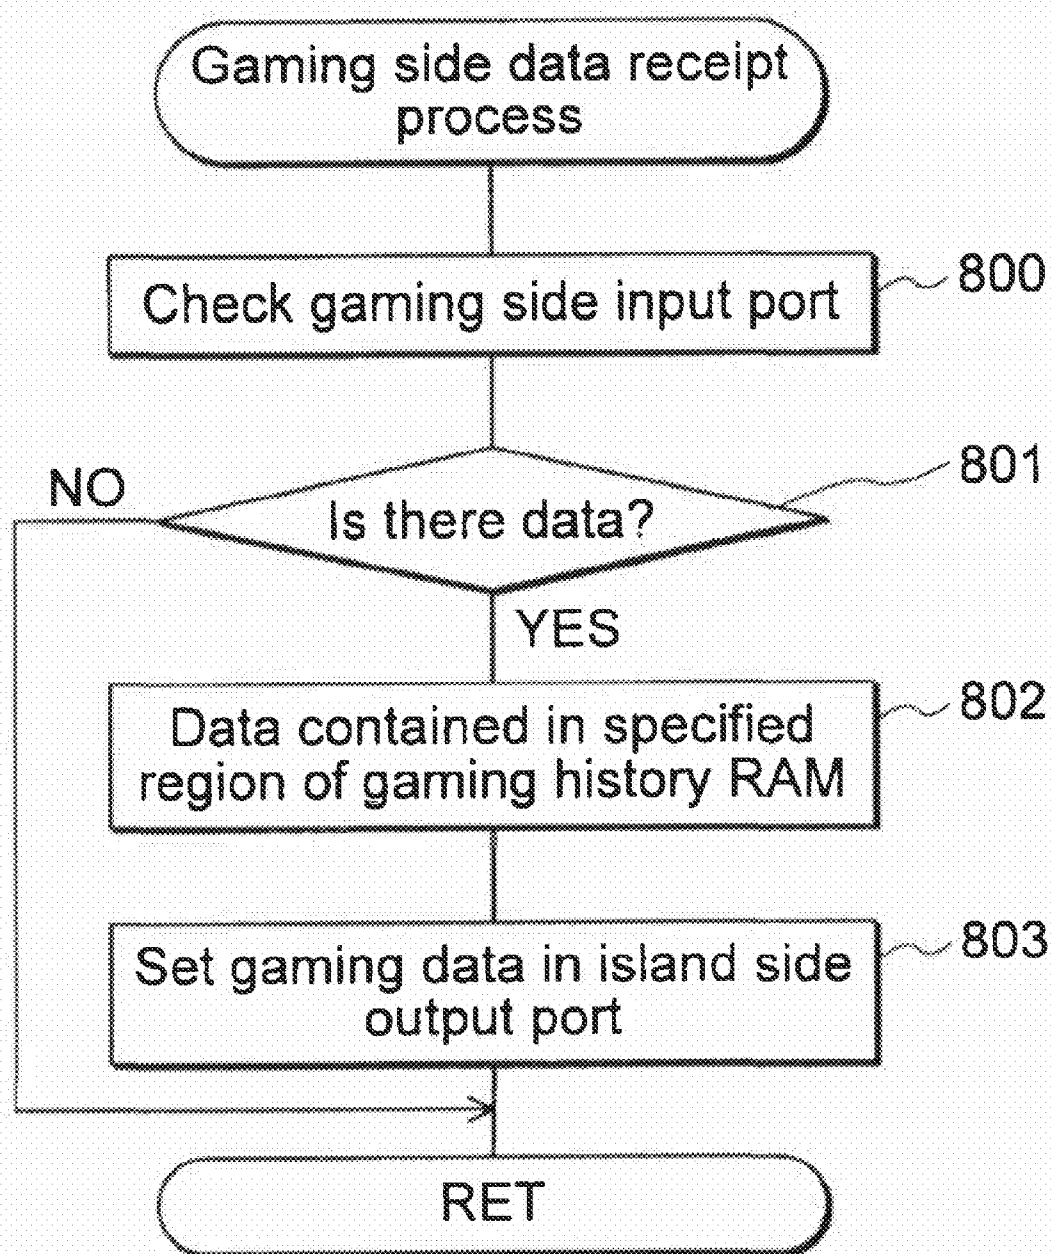 Gaming side data receipt
process
Check gaming side input port
800
Is there data?
801
NO
YES
Data contained in specified
region of gaming history RAM
802
Set gaming data in island side
output port
803
RET